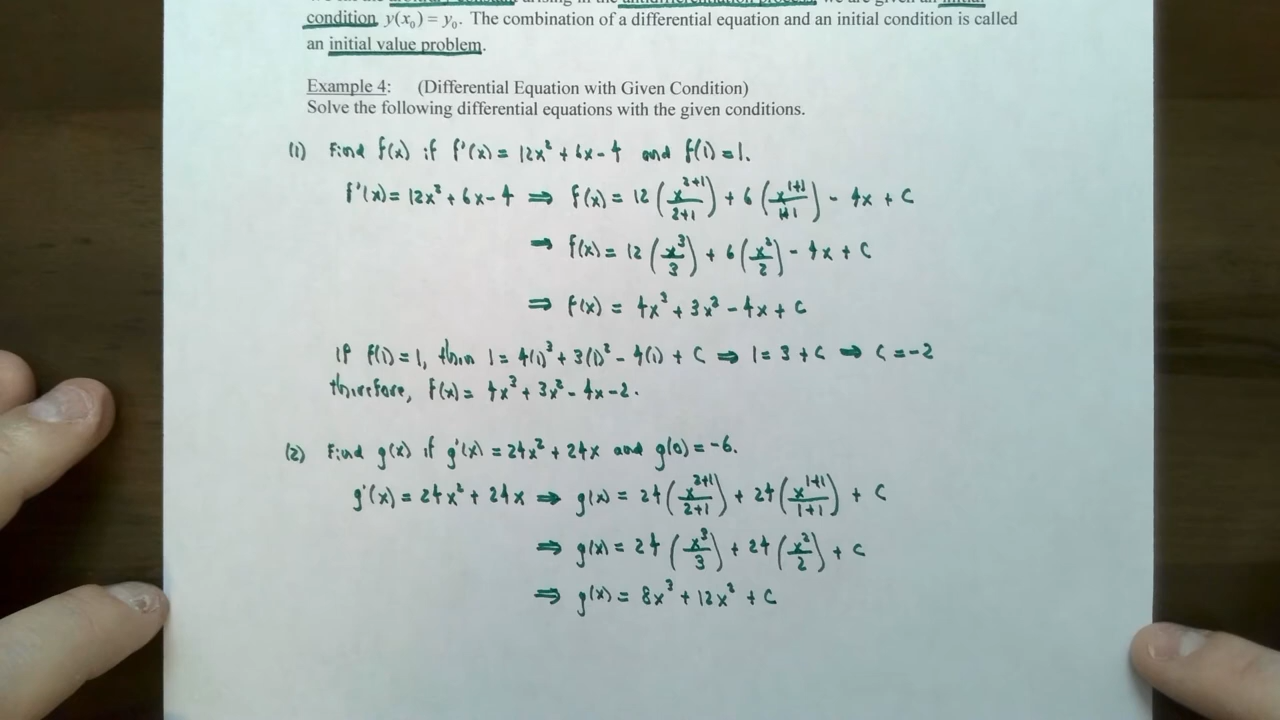 condition y(x₀) = y₀. The combination of a differential equation and an initial condition is called
an initial value problem.
Example 4: (Differential Equation with Given Condition)
Solve the following differential equations with the given conditions.
(1) Find f(x) if f'(x) = 12x² + 6x - 4 and f(1) = 1.
f'(x) = 12x² + 6x - 4 ⇒ f(x) = 12(x²⁺¹/2+1) + 6(x¹⁺¹/1+1) - 4x + C
⇒ f(x) = 12(x³/3) + 6(x²/2) - 4x + C
⇒ f(x) = 4x³ + 3x² - 4x + C
If f(1) = 1, then 1 = 4(1)³ + 3(1)² - 4(1) + C ⇒ 1 = 3 + C ⇒ C = -2
therefore, f(x) = 4x³ + 3x² - 4x - 2.
(2) Find g(x) if g'(x) = 24x² + 24x and g(0) = -6.
g'(x) = 24x² + 24x ⇒ g(x) = 24(x²⁺¹/2+1) + 24(x¹⁺¹/1+1) + C
⇒ g(x) = 24(x³/3) + 24(x²/2) + C
⇒ g(x) = 8x³ + 12x² + C